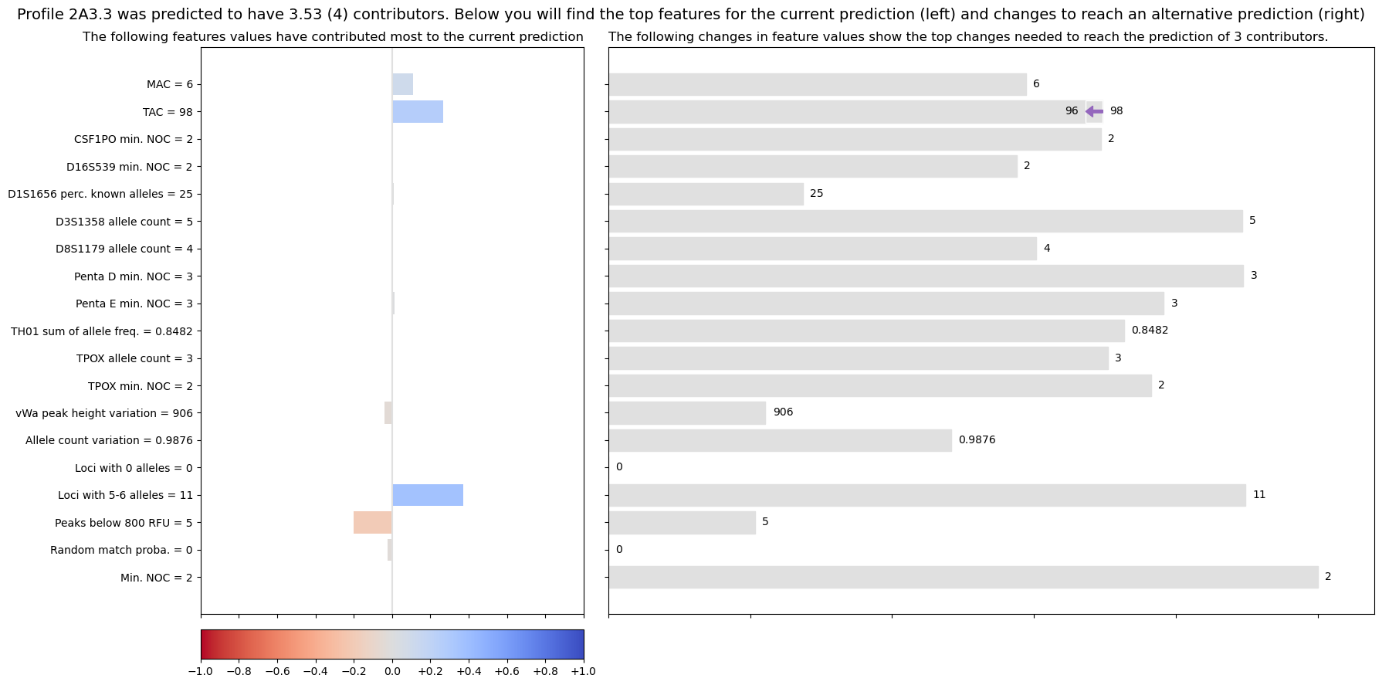 Profile 2A3.3 was predicted to have 3.53 (4) contributors. Below you will find the top features for the current prediction (left) and changes to reach an alternative prediction (right)
The following features values have contributed most to the current prediction
The following changes in feature values show the top changes needed to reach the prediction of 3 contributors.
MAC = 6
6
TAC = 98
96
98
CSF1PO min. NOC = 2
2
D16S539 min. NOC = 2
2
D1S1656 perc. known alleles = 25
25
D3S1358 allele count = 5
5
D8S1179 allele count = 4
4
Penta D min. NOC = 3
3
Penta E min. NOC = 3
3
TH01 sum of allele freq. = 0.8482
0.8482
TPOX allele count = 3
3
TPOX min. NOC = 2
2
vWa peak height variation = 906
906
Allele count variation = 0.9876
0.9876
Loci with 0 alleles = 0
0
Loci with 5-6 alleles = 11
11
Peaks below 800 RFU = 5
5
Random match proba. = 0
0
Min. NOC = 2
2
−1.0 −0.8 −0.6 −0.4 −0.2 0.0 +0.2 +0.4 +0.6 +0.8 +1.0